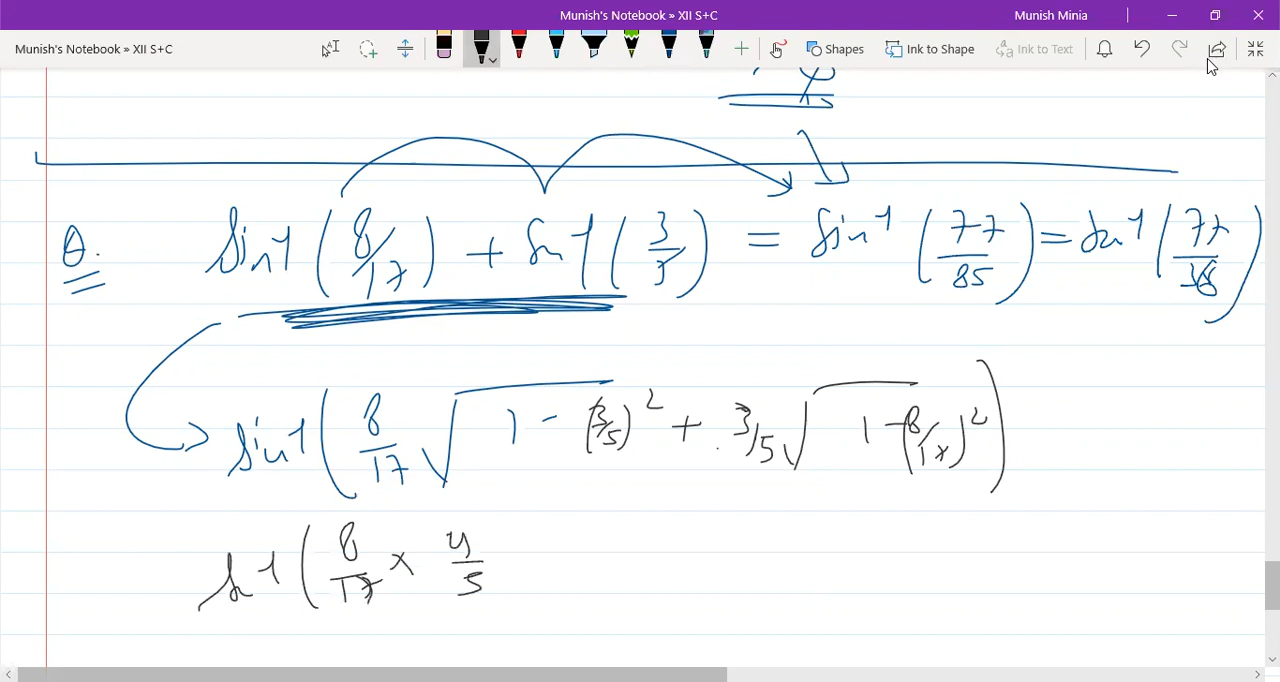 Munish's Notebook » XII S+C
Munish Minia
Munish's Notebook » XII S+C
Shapes
Ink to Shape
Ink to Text
Q. Sin⁻¹(8/17) + Sin⁻¹(3/5) = Sin⁻¹(77/85) = tan⁻¹(77/36)
Sin⁻¹(8/17 √(1 - (3/5)²) + 3/5 √(1 - (8/17)²))
Sin⁻¹(8/17 × 4/5